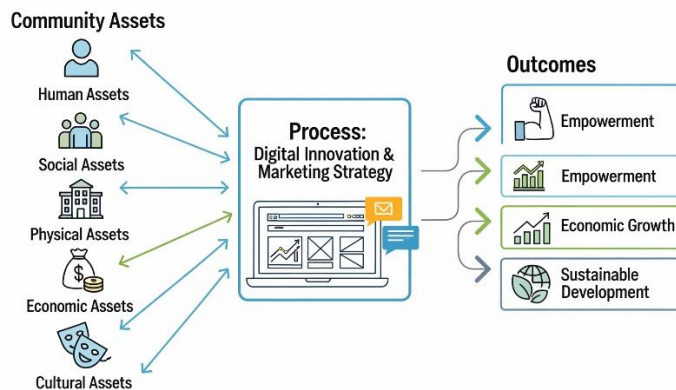 Community Assets
Human Assets
Social Assets
Physical Assets
$
Economic Assets
Cultural Assets
Process:
Digital Innovation &
Marketing Strategy
Outcomes
Empowerment
Empowerment
Economic Growth
Sustainable
Development